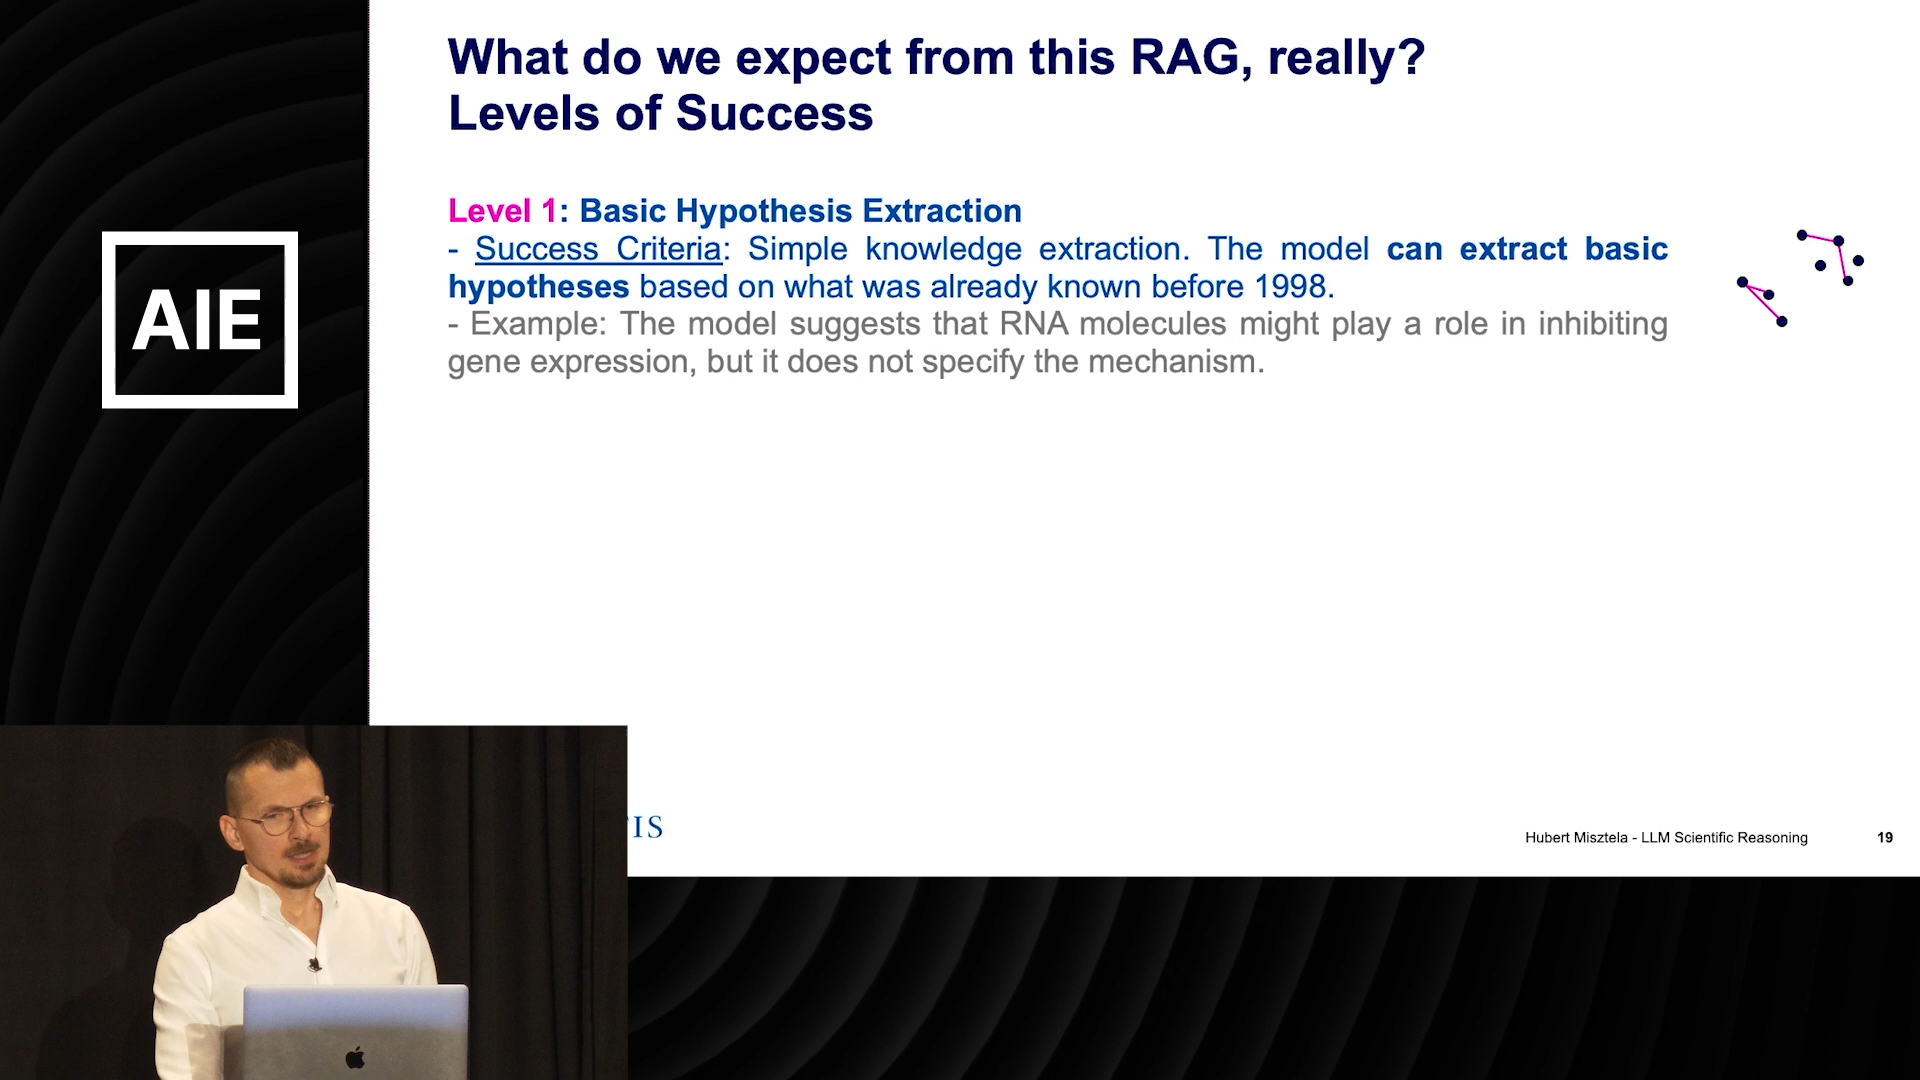 What do we expect from this RAG, really?
Levels of Success
Level 1: Basic Hypothesis Extraction
- Success Criteria: Simple knowledge extraction. The model can extract basic
hypotheses based on what was already known before 1998.
- Example: The model suggests that RNA molecules might play a role in inhibiting
gene expression, but it does not specify the mechanism.
AIE
IS
Hubert Misztela - LLM Scientific Reasoning
19